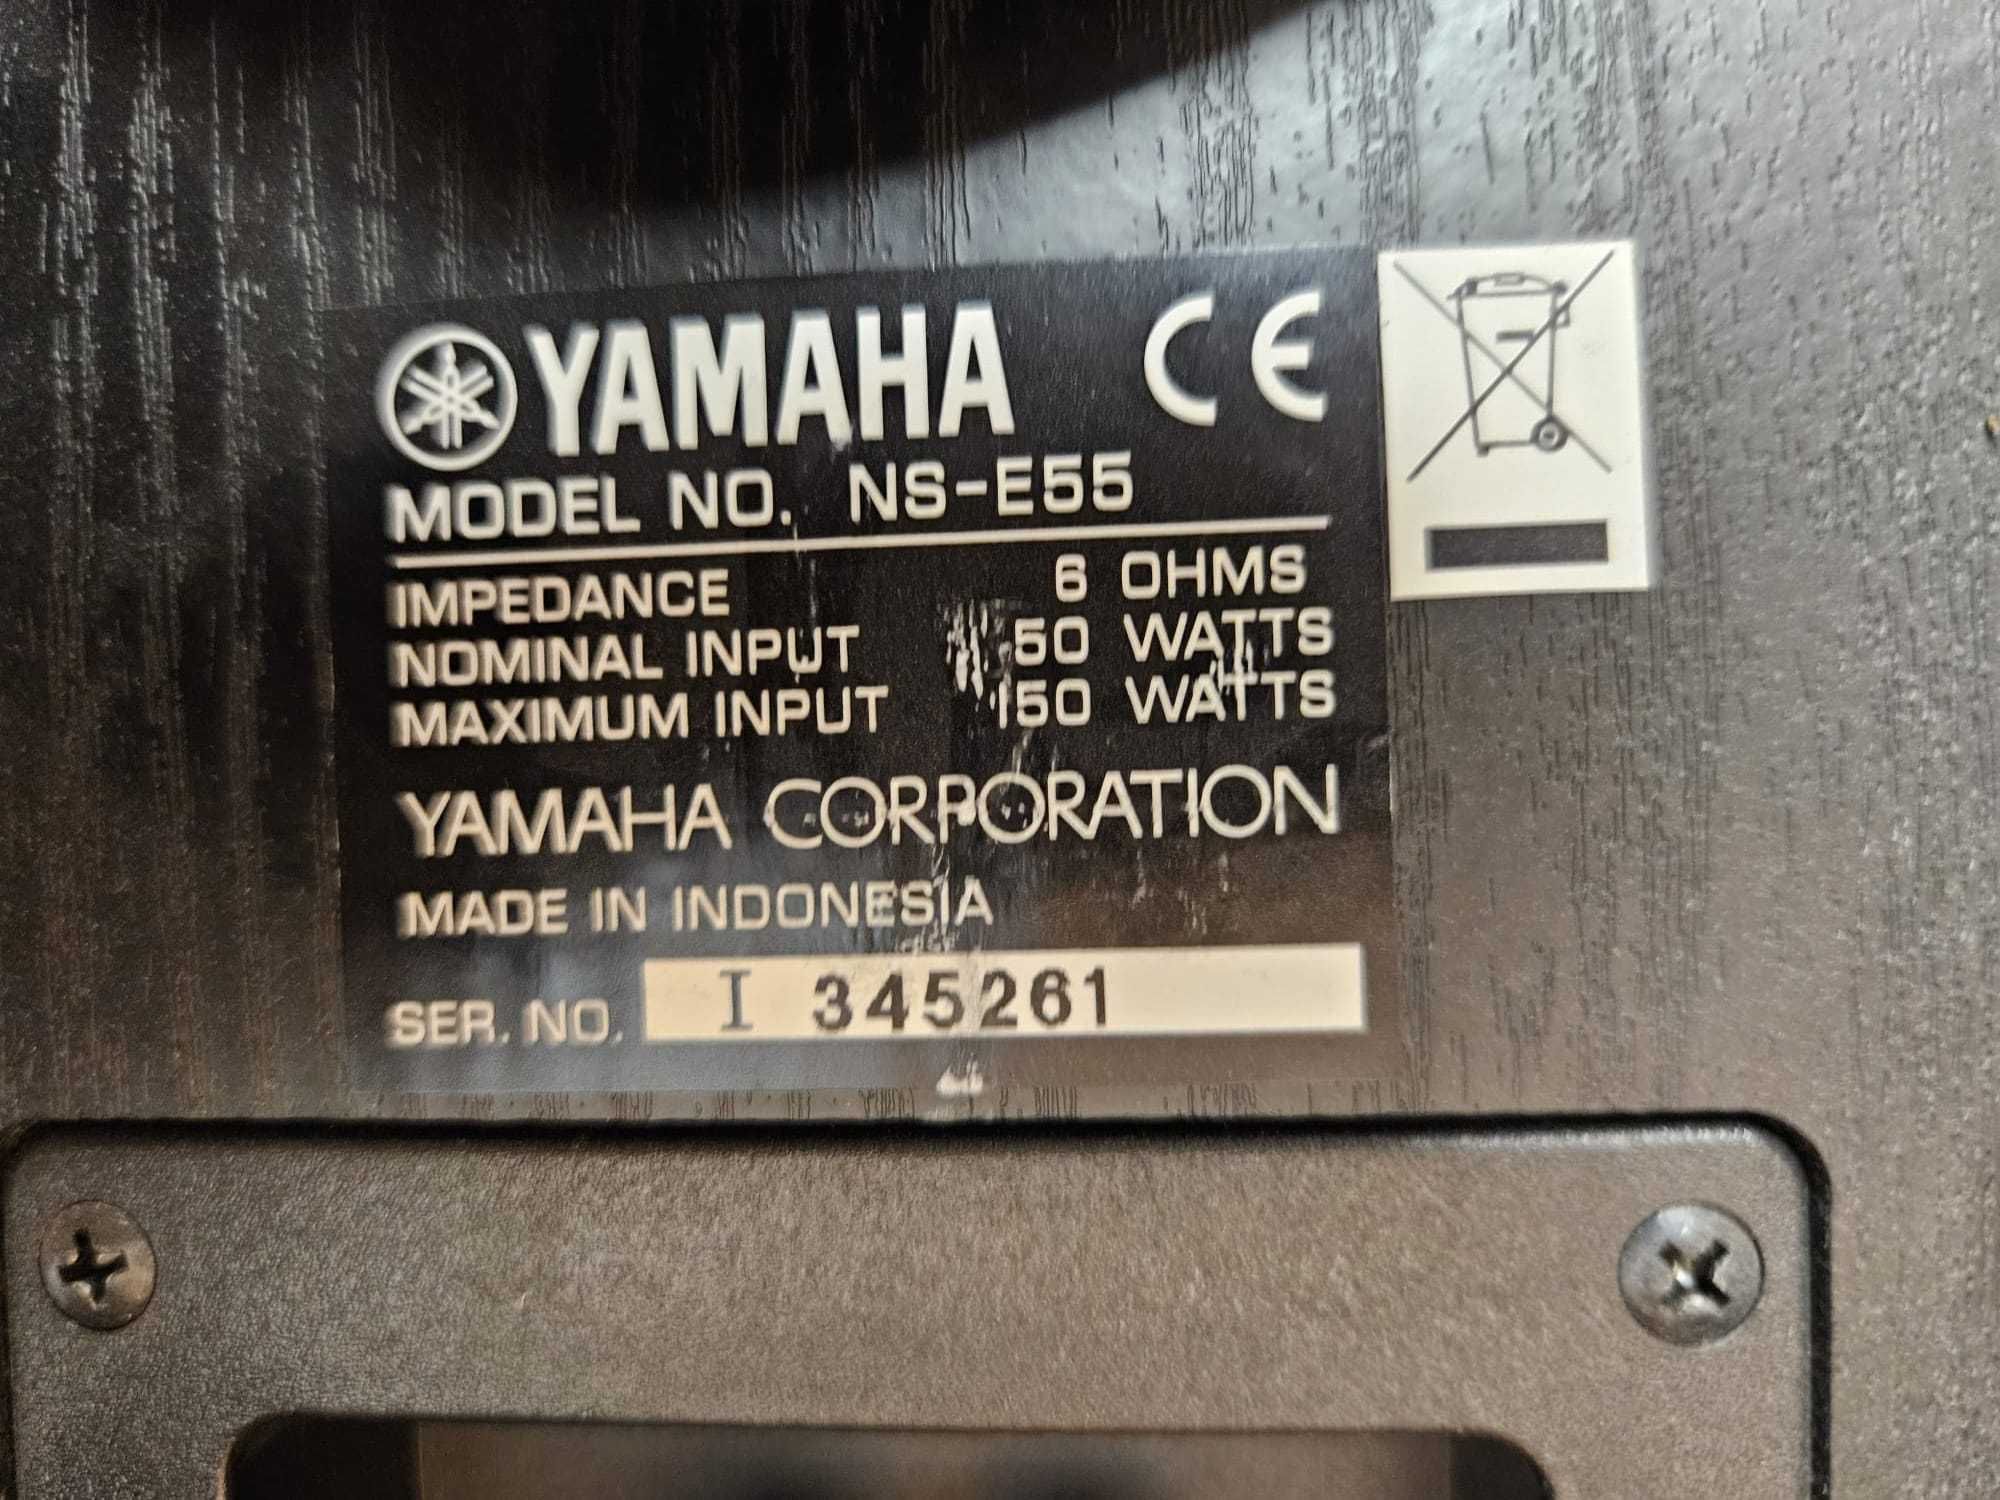 YAMAHA CE
MODEL NO. NS-E55
IMPEDANCE 6 OHMS
NOMINAL INPUT 50 WATTS
MAXIMUM INPUT 150 WATTS
YAMAHA CORPORATION
MADE IN INDONESIA
SER. NO. I 345261